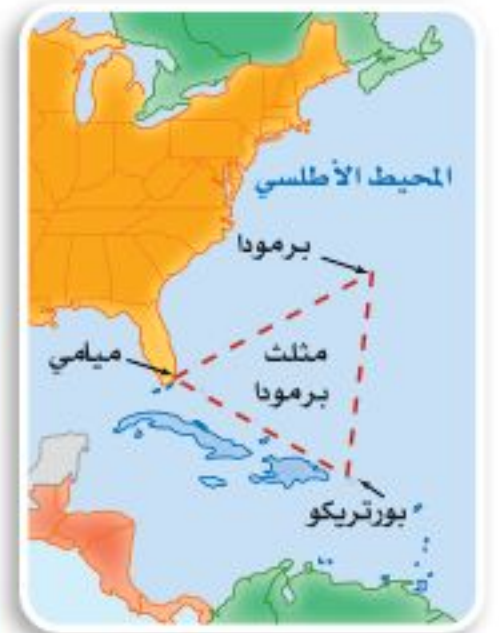 المحيط الأطلسي
برمودا
ميامي
مثلث
برمودا
بورتريكو